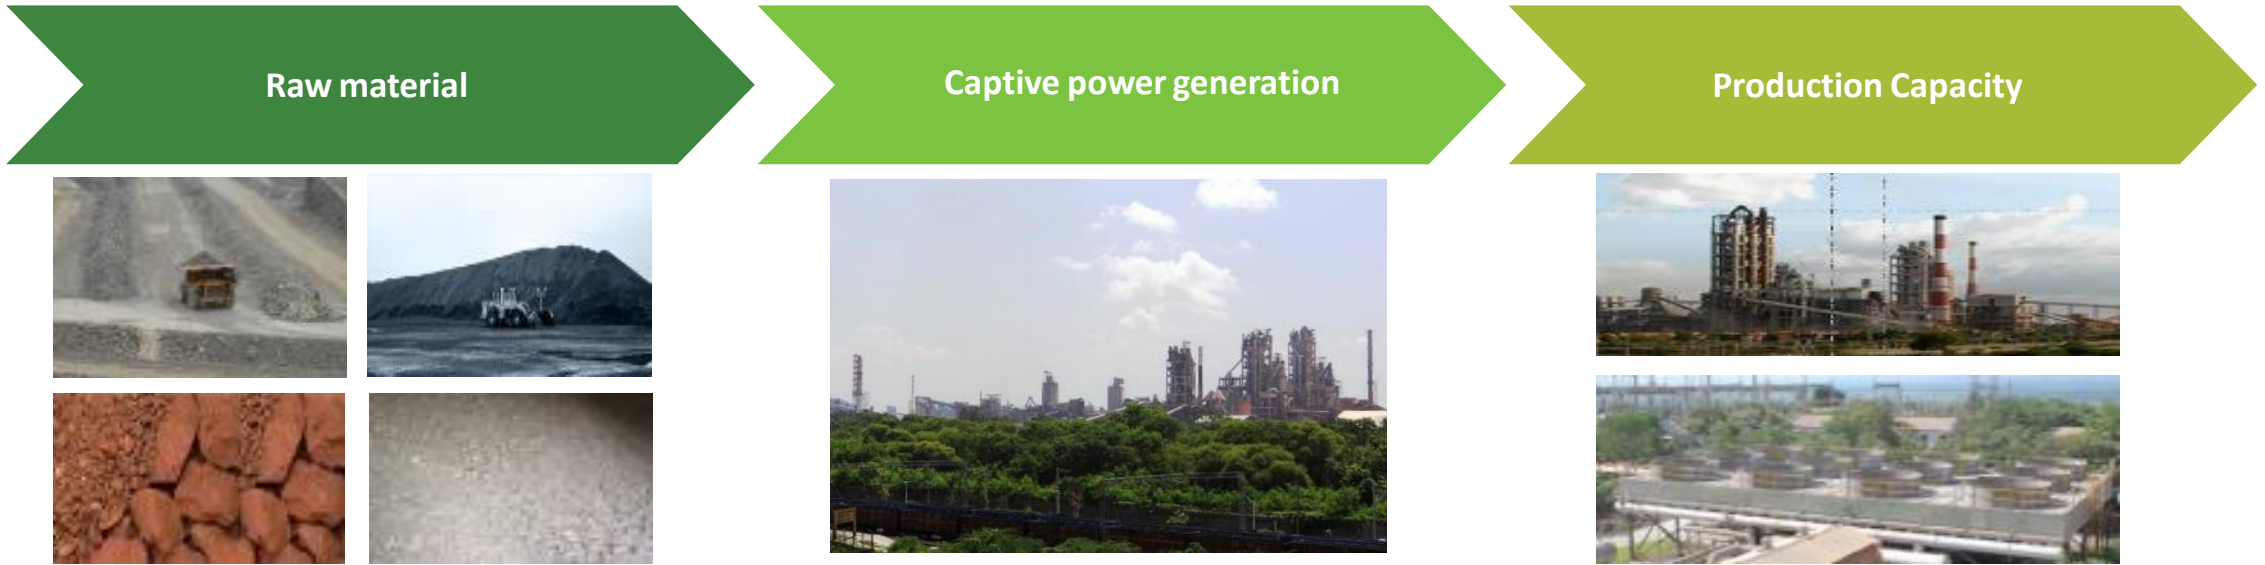 Raw material
Captive power generation
Production Capacity